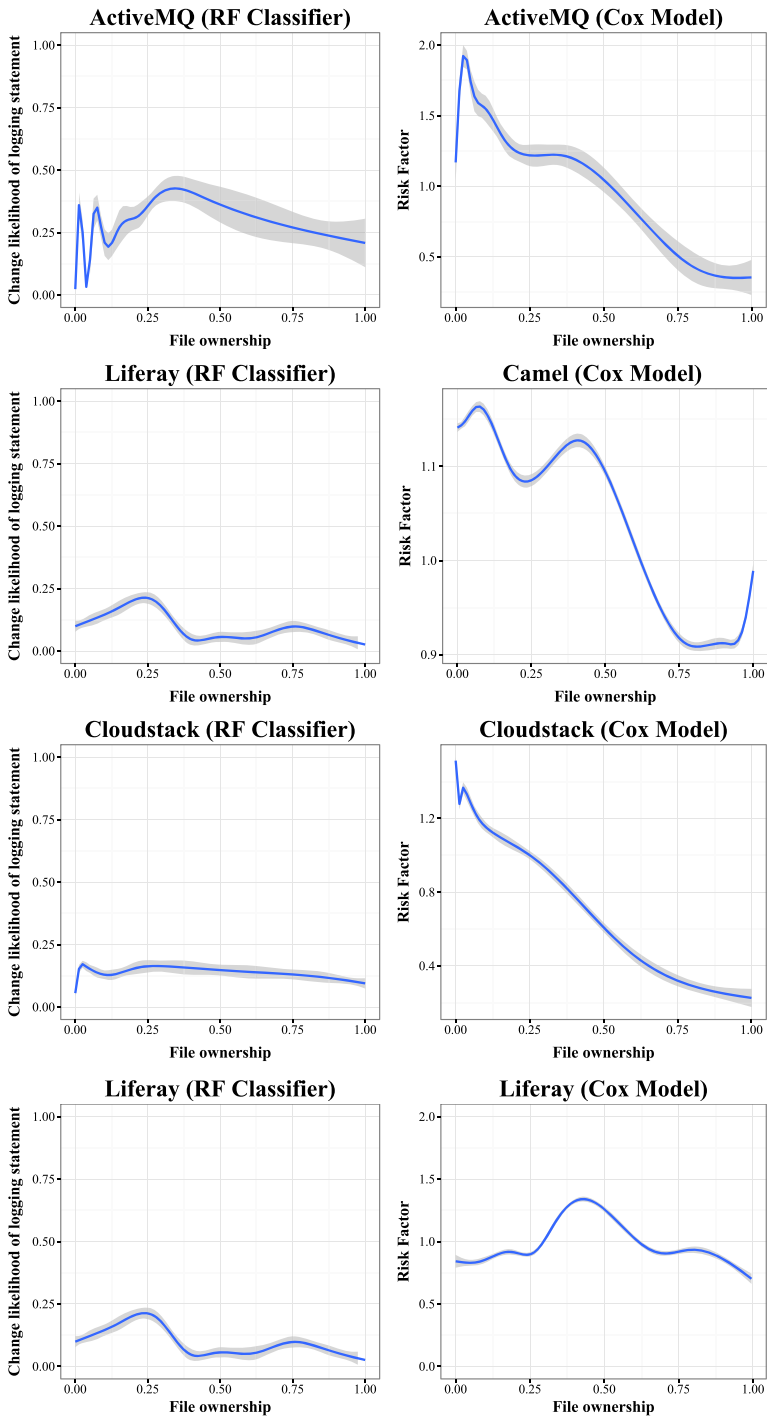 ActiveMQ (RF Classifier)
Change likelihood of logging statement
1.00
0.75
0.50
0.25
0.00
0.00 0.25 0.50 0.75 1.00
File ownership
ActiveMQ (Cox Model)
Risk Factor
2.0
1.5
1.0
0.5
0.00 0.25 0.50 0.75 1.00
File ownership
Liferay (RF Classifier)
Change likelihood of logging statement
1.00
0.75
0.50
0.25
0.00
0.00 0.25 0.50 0.75 1.00
File ownership
Camel (Cox Model)
Risk Factor
1.1
1.0
0.9
0.00 0.25 0.50 0.75 1.00
File ownership
Cloudstack (RF Classifier)
Change likelihood of logging statement
1.00
0.75
0.50
0.25
0.00
0.00 0.25 0.50 0.75 1.00
File ownership
Cloudstack (Cox Model)
Risk Factor
1.2
0.8
0.4
0.00 0.25 0.50 0.75 1.00
File ownership
Liferay (RF Classifier)
Change likelihood of logging statement
1.00
0.75
0.50
0.25
0.00
0.00 0.25 0.50 0.75 1.00
File ownership
Liferay (Cox Model)
Risk Factor
2.0
1.5
1.0
0.5
0.0
0.00 0.25 0.50 0.75 1.00
File ownership